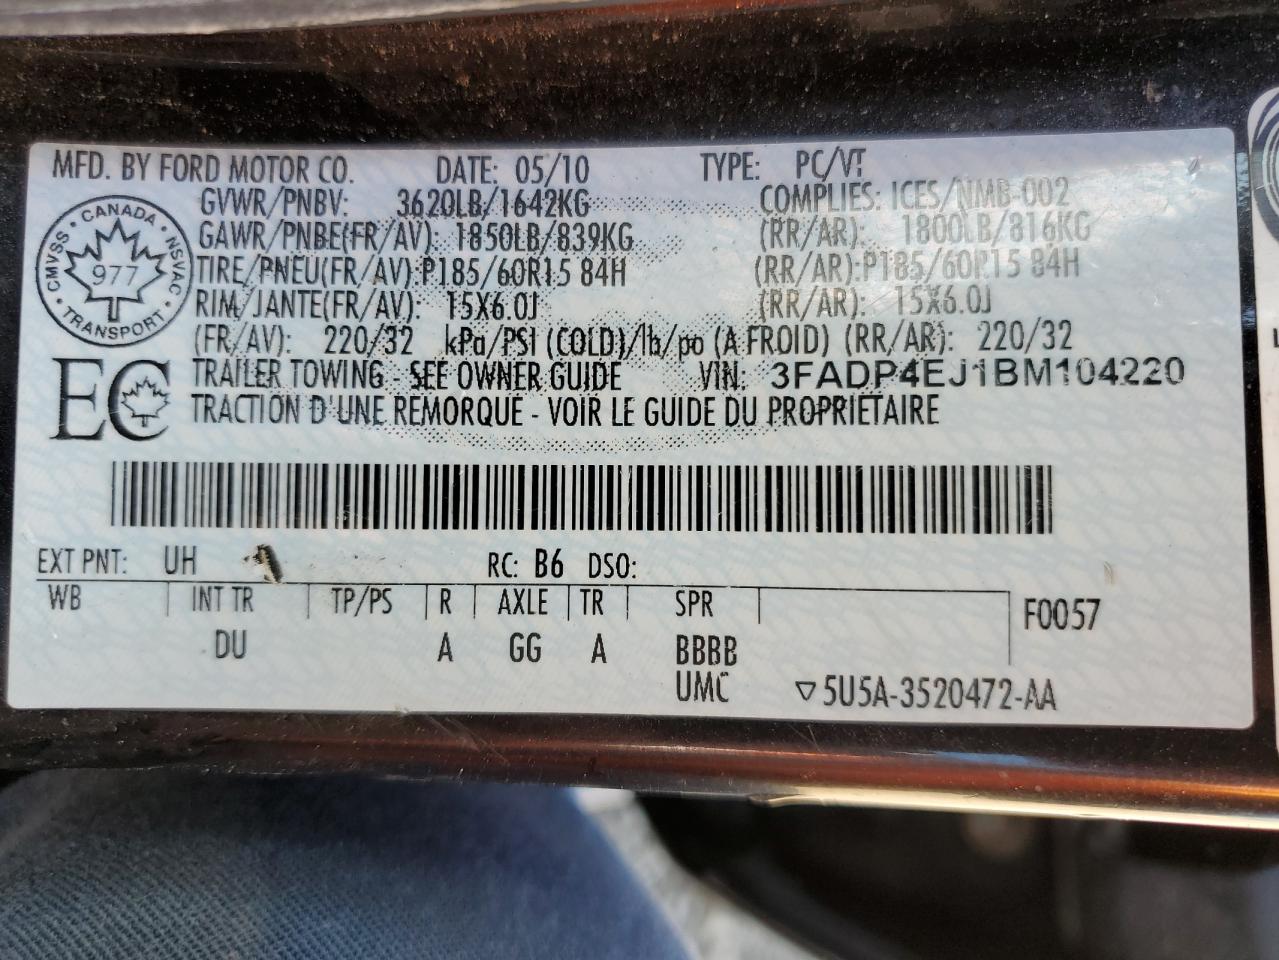 MFD. BY FORD MOTOR CO. DATE: 05/10 TYPE: PC/VT
GVWR/PNBV: 3620LB/1642KG COMPLIES: ICES/NMB-002
GAWR/PNBE(FR/AV): 1850LB/839KG (RR/AR): 1800LB/816KG
TIRE/PNEU(FR/AV): P185/60R15 84H (RR/AR): P185/60R15 84H
RIM/JANTE(FR/AV): 15X6.0J (RR/AR): 15X6.0J
(FR/AV): 220/32 kPa/PSI (COLD)/lb/po (A FROID) (RR/AR): 220/32
TRAILER TOWING - SEE OWNER GUIDE VIN: 3FADP4EJ1BM104220
TRACTION D'UNE REMORQUE - VOIR LE GUIDE DU PROPRIETAIRE
CANADA
CMVSS 977 NSVAC
TRANSPORT
EC
EXT PNT: UH RC: B6 DSO:
WB INT TR TP/PS R AXLE TR SPR F0057
DU A GG A BBBB
UMC ▽5U5A-3520472-AA